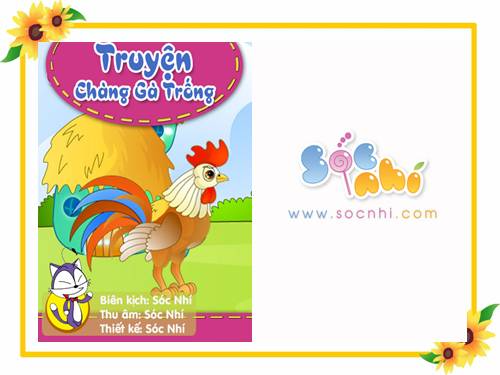 Truyện
Chàng Gà Trống
Biên kịch: Sóc Nhí
Thu âm: Sóc Nhí
Thiết kế: Sóc Nhí
Sóc
nhí
www.socnhi.com